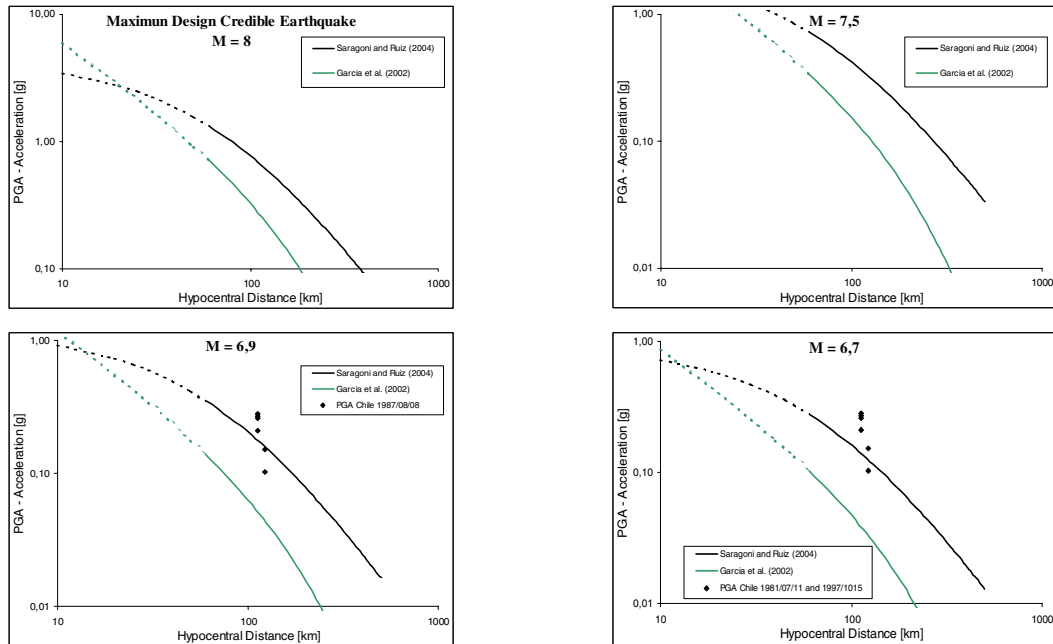 Maximun Design Credible Earthquake
M = 8
Saragoni and Ruiz (2004)
Garcia et al. (2002)
PGA - Acceleration [g]
10,00
1,00
0,10
10
100
1000
Hypocentral Distance [km]
M = 7,5
Saragoni and Ruiz (2004)
Garcia et al. (2002)
PGA - Acceleration [g]
1,00
0,10
0,01
10
100
1000
Hypocentral Distance [km]
M = 6,9
Saragoni and Ruiz (2004)
Garcia et al. (2002)
PGA Chile 1987/08/08
PGA - Acceleration [g]
1,00
0,10
0,01
10
100
1000
Hypocentral Distance [km]
M = 6,7
PGA - Acceleration [g]
1,00
0,10
0,01
Saragoni and Ruiz (2004)
Garcia et al. (2002)
PGA Chile 1981/07/11 and 1997/1015
10
100
1000
Hypocentral Distance [km]